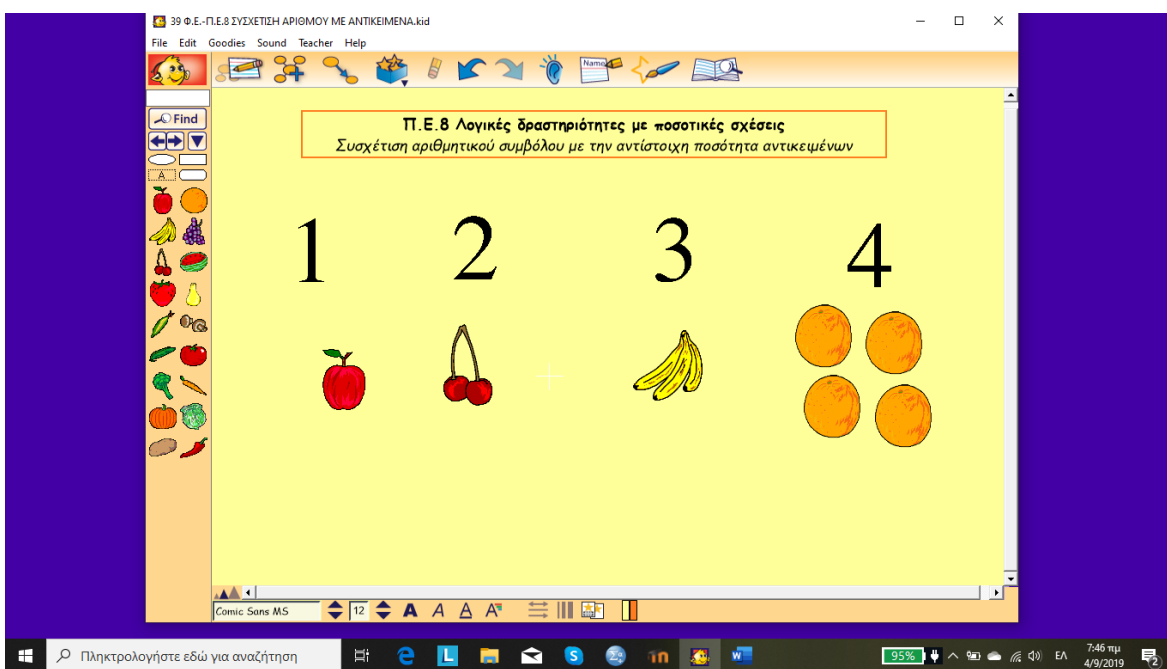 39 Φ.Ε.-Π.Ε.8 ΣΥΣΧΕΤΙΣΗ ΑΡΙΘΜΟΥ ΜΕ ΑΝΤΙΚΕΙΜΕΝΑ.kid
File Edit Goodies Sound Teacher Help
Name
Find
A
Π.Ε.8 Λογικές δραστηριότητες με ποσοτικές σχέσεις
Συσχέτιση αριθμητικού συμβόλου με την αντίστοιχη ποσότητα αντικειμένων
1 2 3 4
Comic Sans MS 12 A A A A
Πληκτρολογήστε εδώ για αναζήτηση
L S in W 95% ΕΛ 7:46 πμ
4/9/2019 2